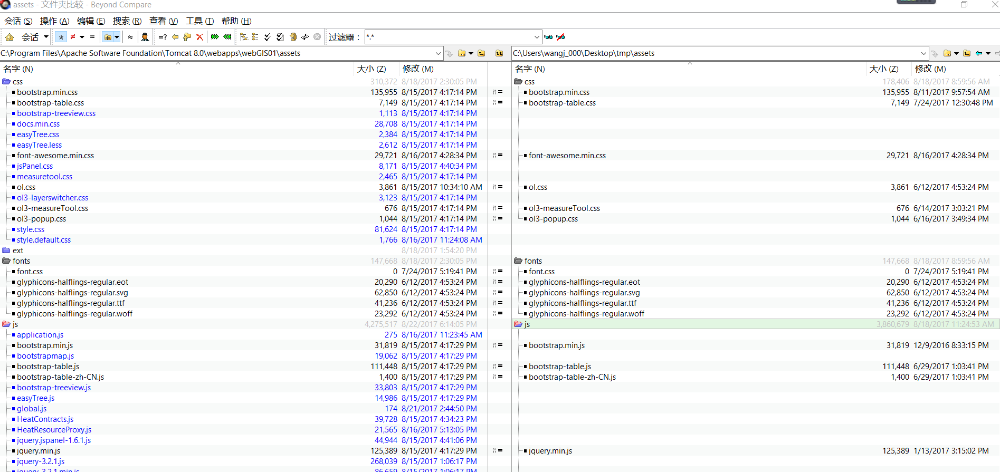 assets - 文件夹比较 - Beyond Compare
会话 (S) 操作 (A) 编辑 (E) 搜索 (R) 查看 (V) 工具 (T) 帮助 (H)
会话 * ≠ = ≈ =? 过滤器： *.*
C:\Program Files\Apache Software Foundation\Tomcat 8.0\webapps\webGIS01\assets C:\Users\wangj_000\Desktop\tmp\assets
名字 (N) 大小 (Z) 修改 (M) 名字 (N) 大小 (Z) 修改 (M)
css 310,372 8/18/2017 2:30:05 PM css 178,406 8/18/2017 8:59:56 AM
bootstrap.min.css 135,955 8/15/2017 4:17:14 PM = bootstrap.min.css 135,955 8/11/2017 9:57:54 AM
bootstrap-table.css 7,149 8/15/2017 4:17:14 PM = bootstrap-table.css 7,149 7/24/2017 12:30:48 PM
bootstrap-treeview.css 1,113 8/15/2017 4:17:14 PM
docs.min.css 28,708 8/15/2017 4:17:14 PM
easyTree.css 2,384 8/15/2017 4:17:14 PM
easyTree.less 2,612 8/15/2017 4:17:14 PM
font-awesome.min.css 29,721 8/16/2017 4:28:34 PM = font-awesome.min.css 29,721 8/16/2017 4:28:34 PM
jsPanel.css 8,171 8/15/2017 4:40:34 PM
measuretool.css 2,465 8/15/2017 4:17:14 PM
ol.css 3,861 8/15/2017 10:34:10 AM = ol.css 3,861 6/12/2017 4:53:24 PM
ol3-layerswitcher.css 3,123 8/15/2017 4:17:14 PM
ol3-measureTool.css 676 8/15/2017 4:17:14 PM = ol3-measureTool.css 676 6/14/2017 3:03:21 PM
ol3-popup.css 1,044 8/15/2017 4:17:14 PM = ol3-popup.css 1,044 6/16/2017 3:49:34 PM
style.css 81,624 8/15/2017 4:17:14 PM
style.default.css 1,766 8/16/2017 11:24:08 AM
ext 8/18/2017 1:54:20 PM
fonts 147,668 8/18/2017 2:30:05 PM fonts 147,668 8/18/2017 8:59:56 AM
font.css 0 7/24/2017 5:19:41 PM = font.css 0 7/24/2017 5:19:41 PM
glyphicons-halflings-regular.eot 20,290 6/12/2017 4:53:24 PM = glyphicons-halflings-regular.eot 20,290 6/12/2017 4:53:24 PM
glyphicons-halflings-regular.svg 62,850 6/12/2017 4:53:24 PM = glyphicons-halflings-regular.svg 62,850 6/12/2017 4:53:24 PM
glyphicons-halflings-regular.ttf 41,236 6/12/2017 4:53:24 PM = glyphicons-halflings-regular.ttf 41,236 6/12/2017 4:53:24 PM
glyphicons-halflings-regular.woff 23,292 6/12/2017 4:53:24 PM = glyphicons-halflings-regular.woff 23,292 6/12/2017 4:53:24 PM
js 4,275,517 8/22/2017 6:14:05 PM js 3,860,679 8/18/2017 11:24:53 AM
application.js 275 8/16/2017 11:23:45 AM
bootstrap.min.js 31,819 8/15/2017 4:17:29 PM = bootstrap.min.js 31,819 12/9/2016 8:33:15 PM
bootstrapmap.js 19,062 8/15/2017 4:17:29 PM
bootstrap-table.js 111,448 8/15/2017 4:17:29 PM = bootstrap-table.js 111,448 6/29/2017 1:03:41 PM
bootstrap-table-zh-CN.js 1,400 8/15/2017 4:17:29 PM = bootstrap-table-zh-CN.js 1,400 6/29/2017 1:03:41 PM
bootstrap-treeview.js 33,803 8/15/2017 4:17:29 PM
easyTree.js 14,986 8/15/2017 4:17:29 PM
global.js 174 8/21/2017 2:44:50 PM
HeatContracts.js 39,728 8/15/2017 4:34:23 PM
HeatResourceProxy.js 21,565 8/16/2017 5:13:05 PM
jquery.jspanel-1.6.1.js 44,944 8/15/2017 4:41:06 PM
jquery.min.js 125,389 8/15/2017 4:17:29 PM = jquery.min.js 125,389 1/13/2017 3:15:02 PM
jquery-3.2.1.js 268,039 8/15/2017 1:06:17 PM
jquery-3.2.1.min.js 86,659 8/15/2017 1:06:17 PM